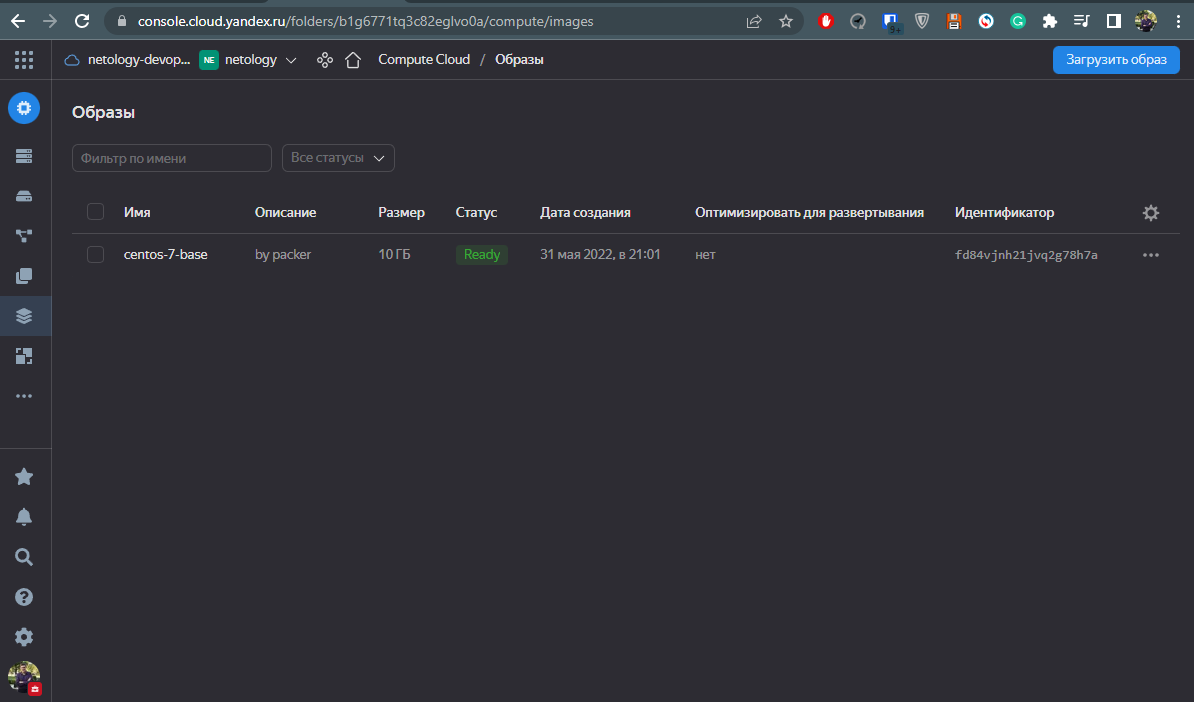 console.cloud.yandex.ru/folders/b1g6771tq3c82eglvo0a/compute/images
9+
netology-devop... NE netology Compute Cloud / Образы Загрузить образ
Образы
Фильтр по имени Все статусы
Имя Описание Размер Статус Дата создания Оптимизировать для развертывания Идентификатор
centos-7-base by packer 10 ГБ Ready 31 мая 2022, в 21:01 нет fd84vjnh21jvq2g78h7a